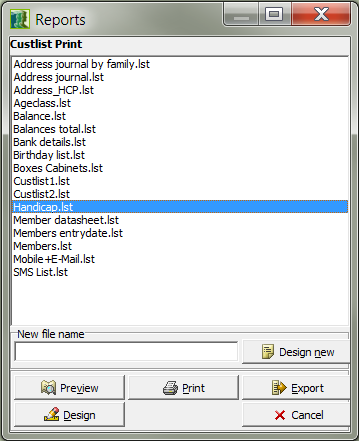 Reports
Custlist Print
Address journal by family.lst
Address journal.lst
Address_HCP.lst
Ageclass.lst
Balance.lst
Balances total.lst
Bank details.lst
Birthday list.lst
Boxes Cabinets.lst
Custlist1.lst
Custlist2.lst
Handicap.lst
Member datasheet.lst
Members entrydate.lst
Members.lst
Mobile+E-Mail.lst
SMS List.lst
New file name
Design new
Preview Print Export
Design Cancel